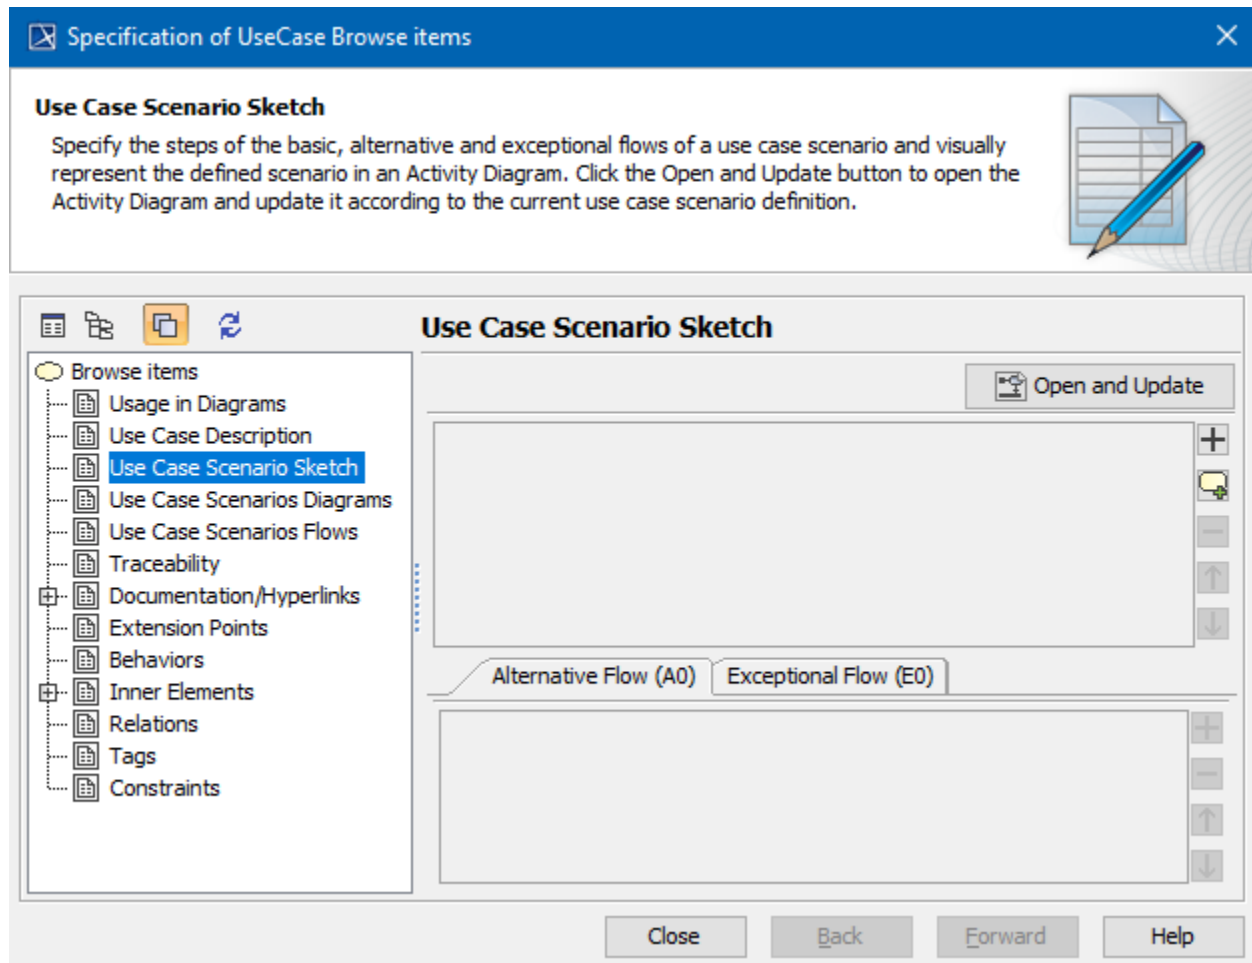 Specification of UseCase Browse items
Use Case Scenario Sketch
Specify the steps of the basic, alternative and exceptional flows of a use case scenario and visually
represent the defined scenario in an Activity Diagram. Click the Open and Update button to open the
Activity Diagram and update it according to the current use case scenario definition.
Use Case Scenario Sketch
Browse items
Usage in Diagrams
Use Case Description
Use Case Scenario Sketch
Use Case Scenarios Diagrams
Use Case Scenarios Flows
Traceability
Documentation/Hyperlinks
Extension Points
Behaviors
Inner Elements
Relations
Tags
Constraints
Open and Update
Alternative Flow (A0) Exceptional Flow (E0)
Close Back Forward Help